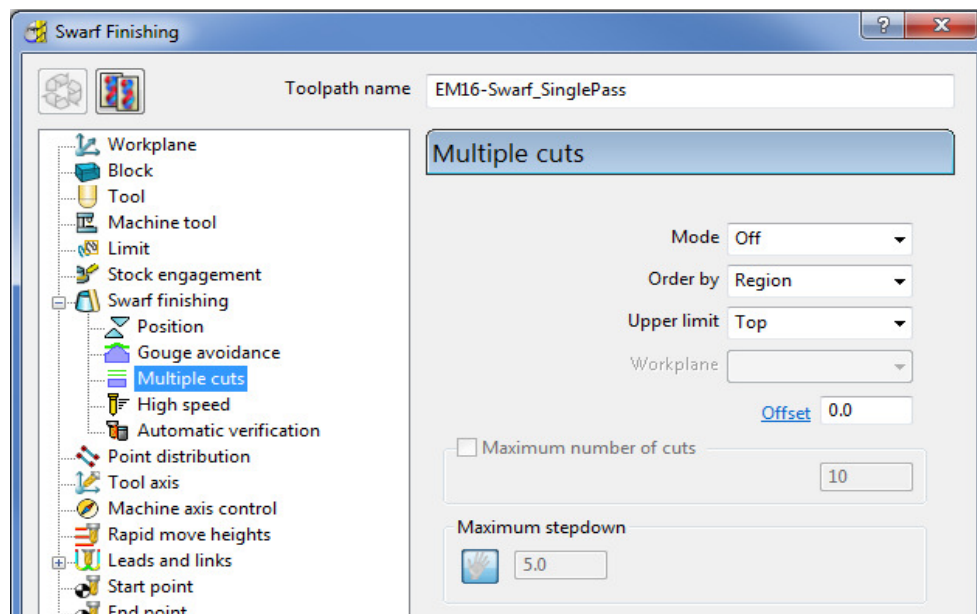 Swarf Finishing
Toolpath name EM16-Swarf_SinglePass
Workplane
Block
Tool
Machine tool
Limit
Stock engagement
Swarf finishing
Position
Gouge avoidance
Multiple cuts
High speed
Automatic verification
Point distribution
Tool axis
Machine axis control
Rapid move heights
Leads and links
Start point
End point
Multiple cuts
Mode Off
Order by Region
Upper limit Top
Workplane
Offset 0.0
Maximum number of cuts
10
Maximum stepdown
5.0